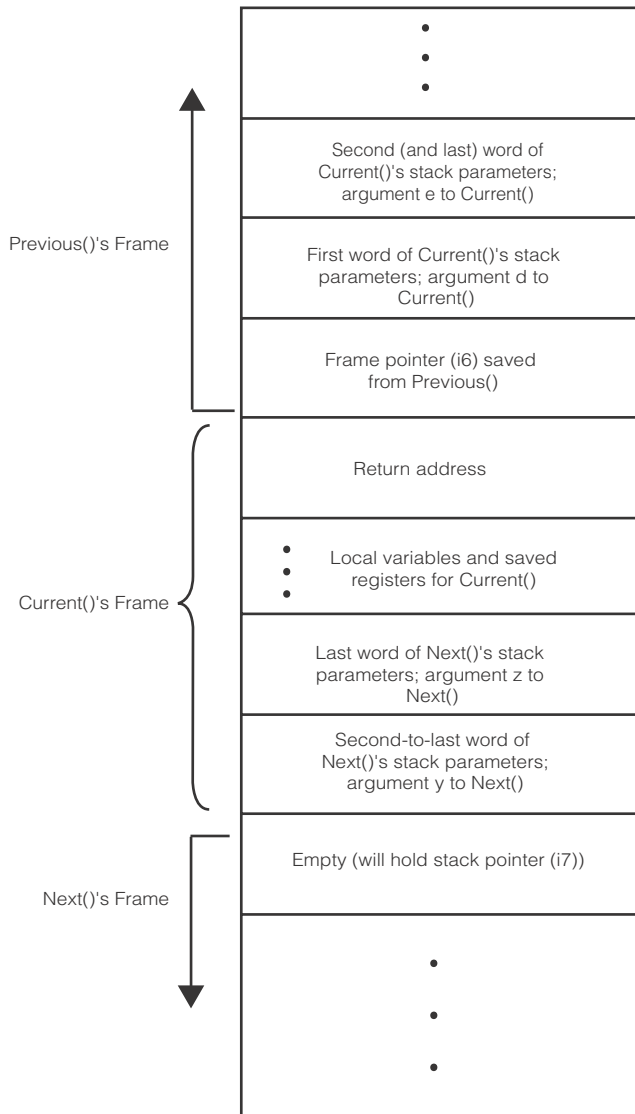 Second (and last) word of
Current()'s stack parameters;
argument e to Current()
Previous()'s Frame
First word of Current()'s stack
parameters; argument d to
Current()
Frame pointer (i6) saved
from Previous()
Return address
Local variables and saved
registers for Current()
Current()'s Frame
Last word of Next()'s stack
parameters; argument z to
Next()
Second-to-last word of
Next()'s stack parameters;
argument y to Next()
Empty (will hold stack pointer (i7))
Next()'s Frame